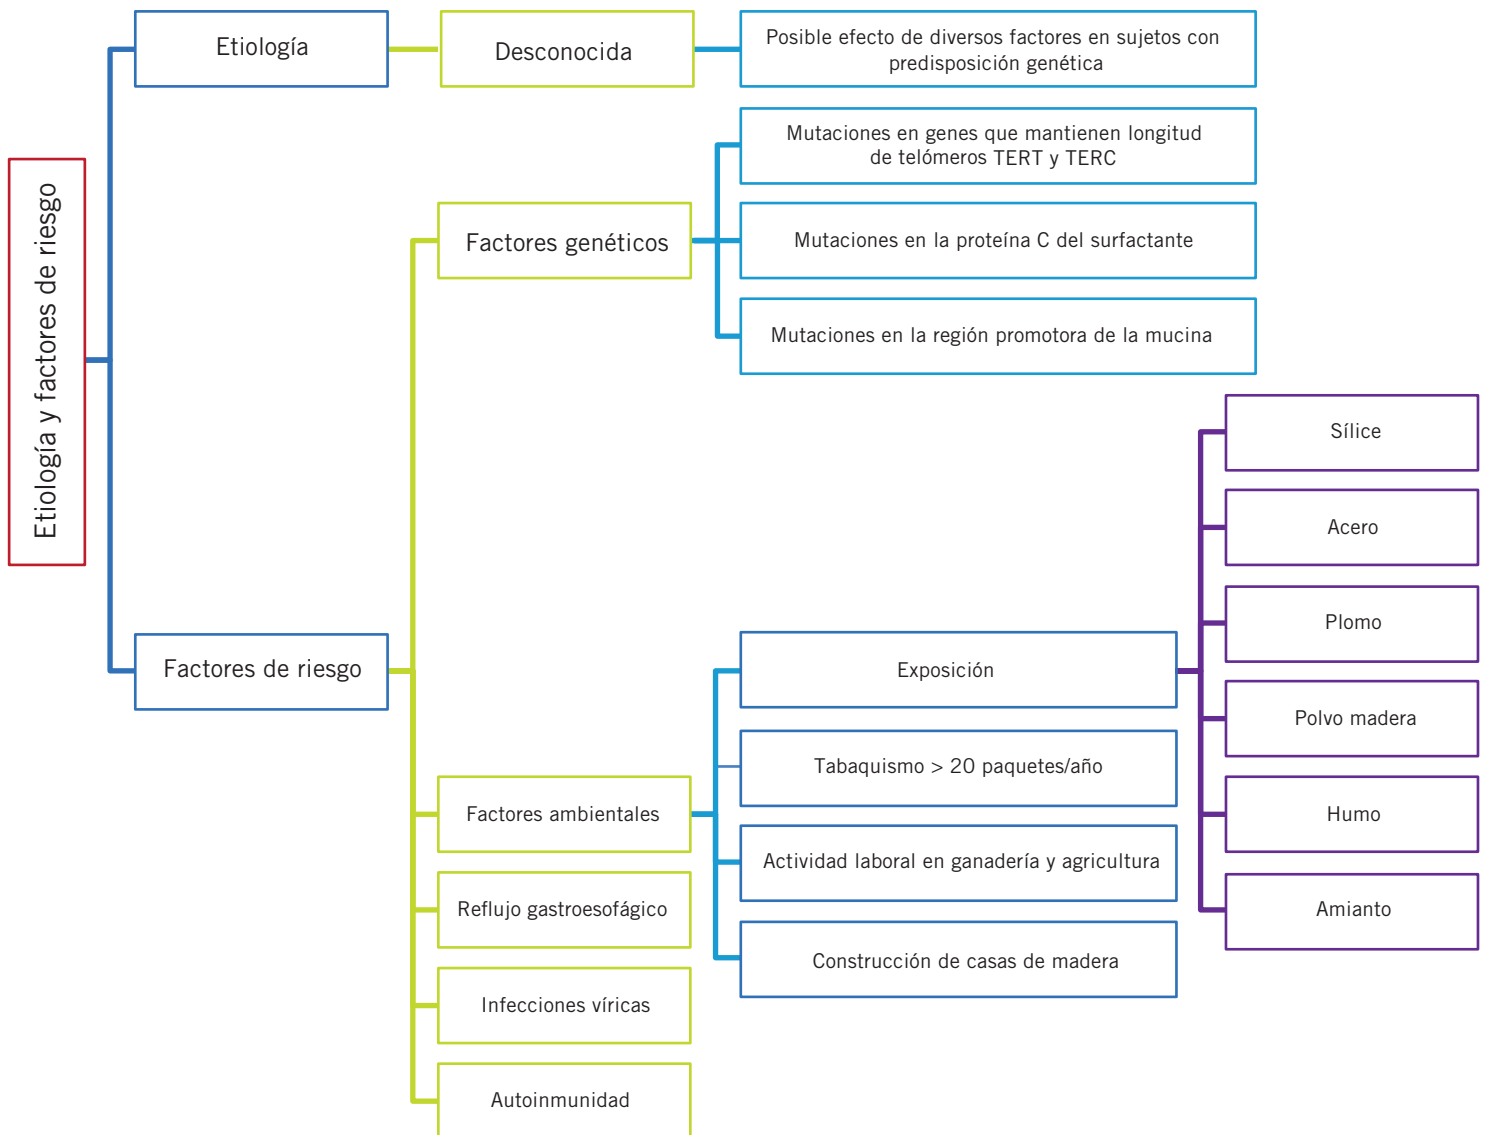 Etiología y factores de riesgo
Etiología
Desconocida
Posible efecto de diversos factores en sujetos con
predisposición genética
Factores de riesgo
Factores genéticos
Mutaciones en genes que mantienen longitud
de telómeros TERT y TERC
Mutaciones en la proteína C del surfactante
Mutaciones en la región promotora de la mucina
Factores ambientales
Exposición
Sílice
Acero
Plomo
Polvo madera
Humo
Amianto
Tabaquismo > 20 paquetes/año
Actividad laboral en ganadería y agricultura
Construcción de casas de madera
Reflujo gastroesofágico
Infecciones víricas
Autoinmunidad